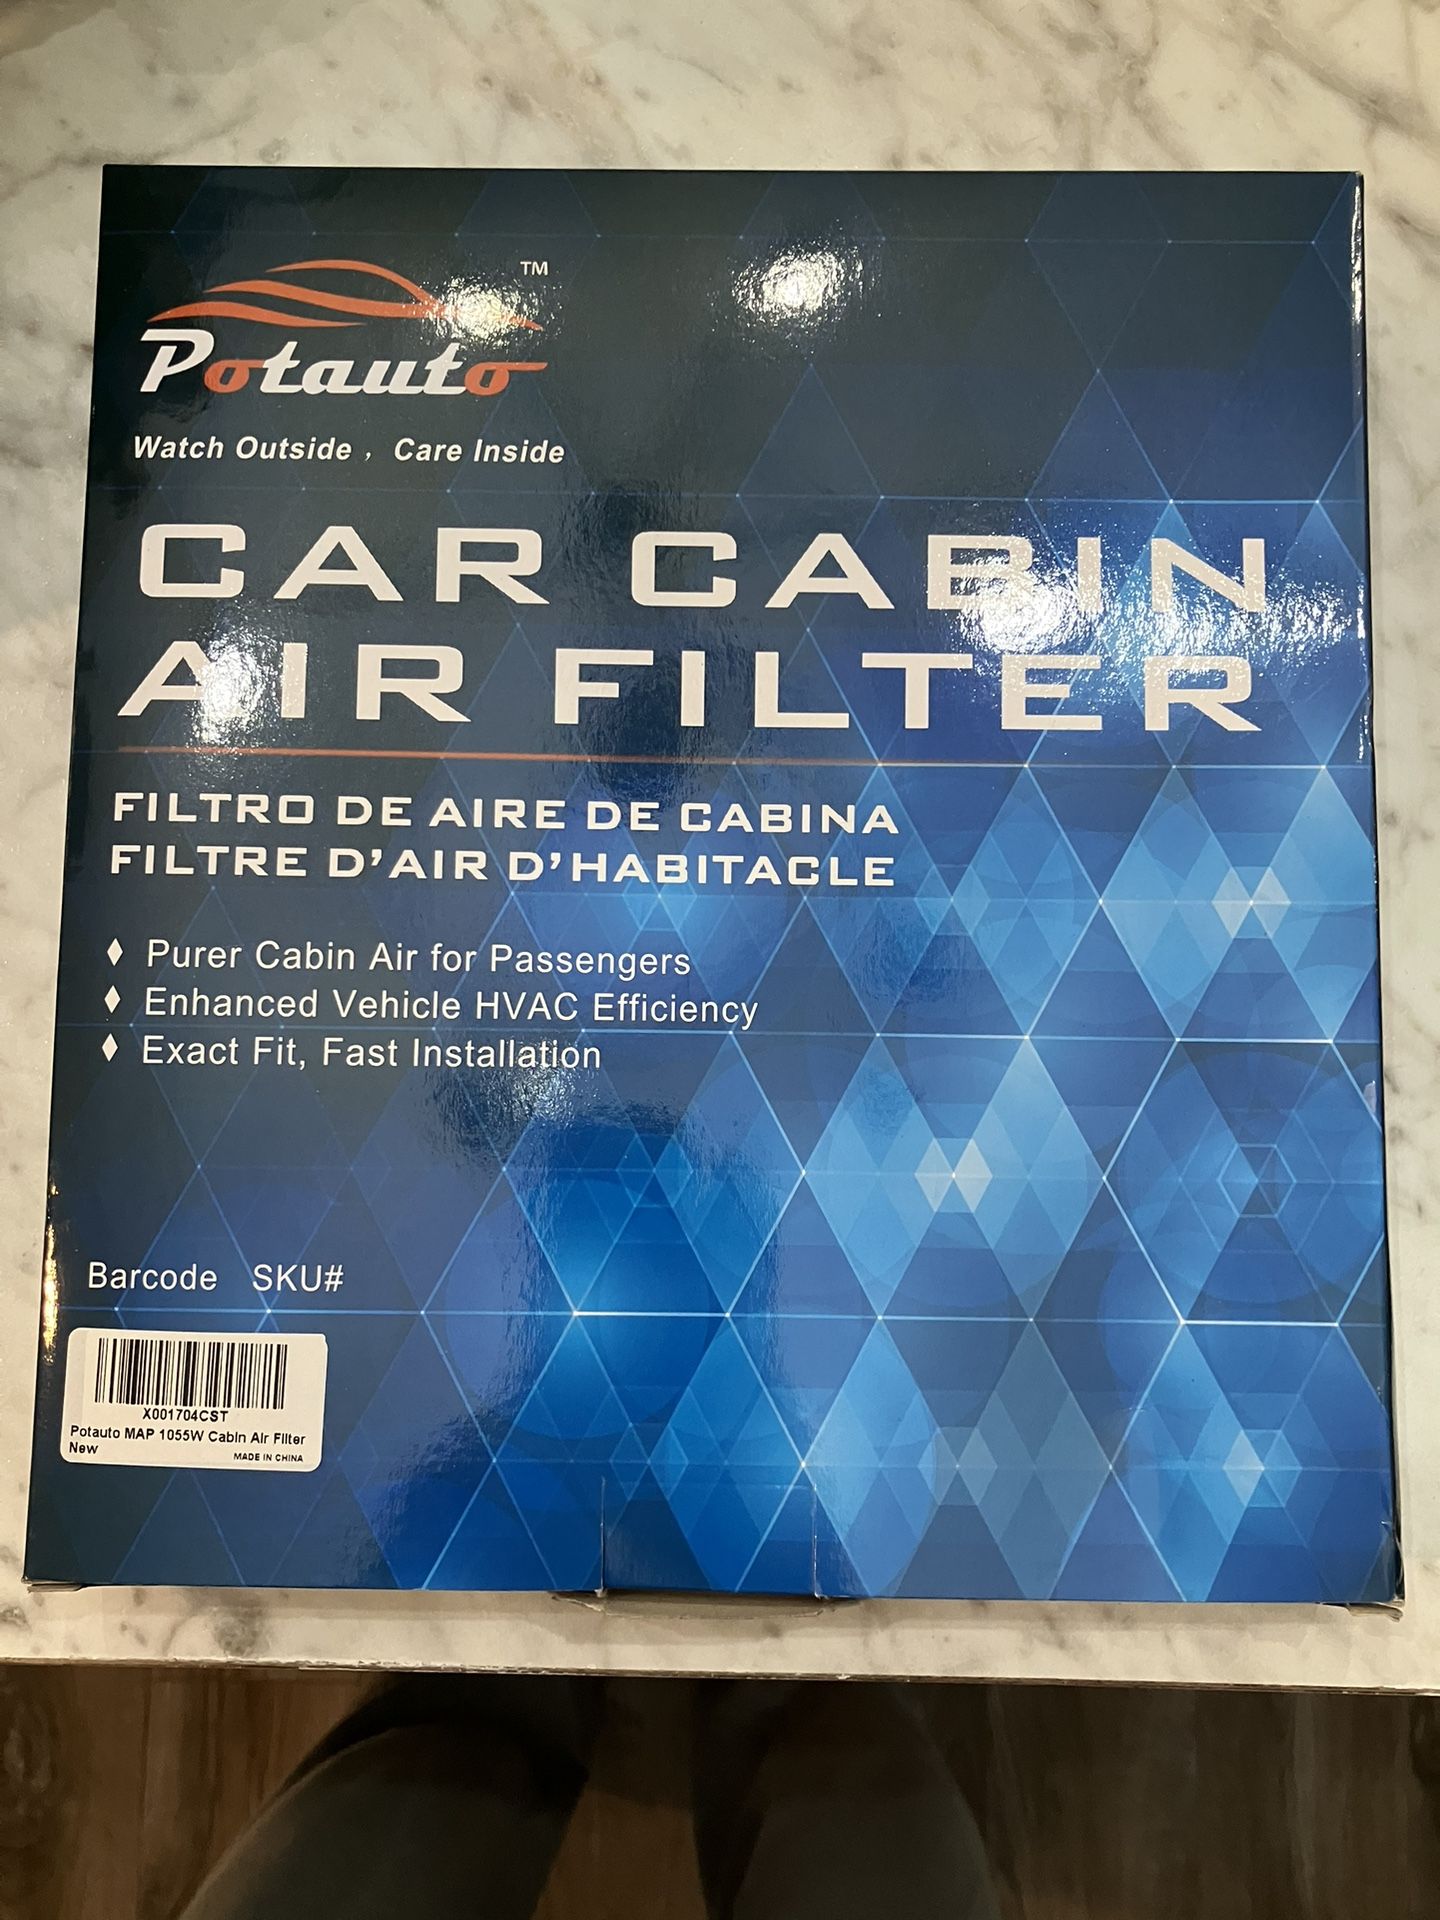 TM
Potauto
Watch Outside , Care Inside
CAR CABIN
AIR FILTER
FILTRO DE AIRE DE CABINA
FILTRE D'AIR D'HABITACLE
♦ Purer Cabin Air for Passengers
♦ Enhanced Vehicle HVAC Efficiency
♦ Exact Fit, Fast Installation
Barcode SKU#
X001704CST
Potauto MAP 1055W Cabin Air Filter
New
MADE IN CHINA